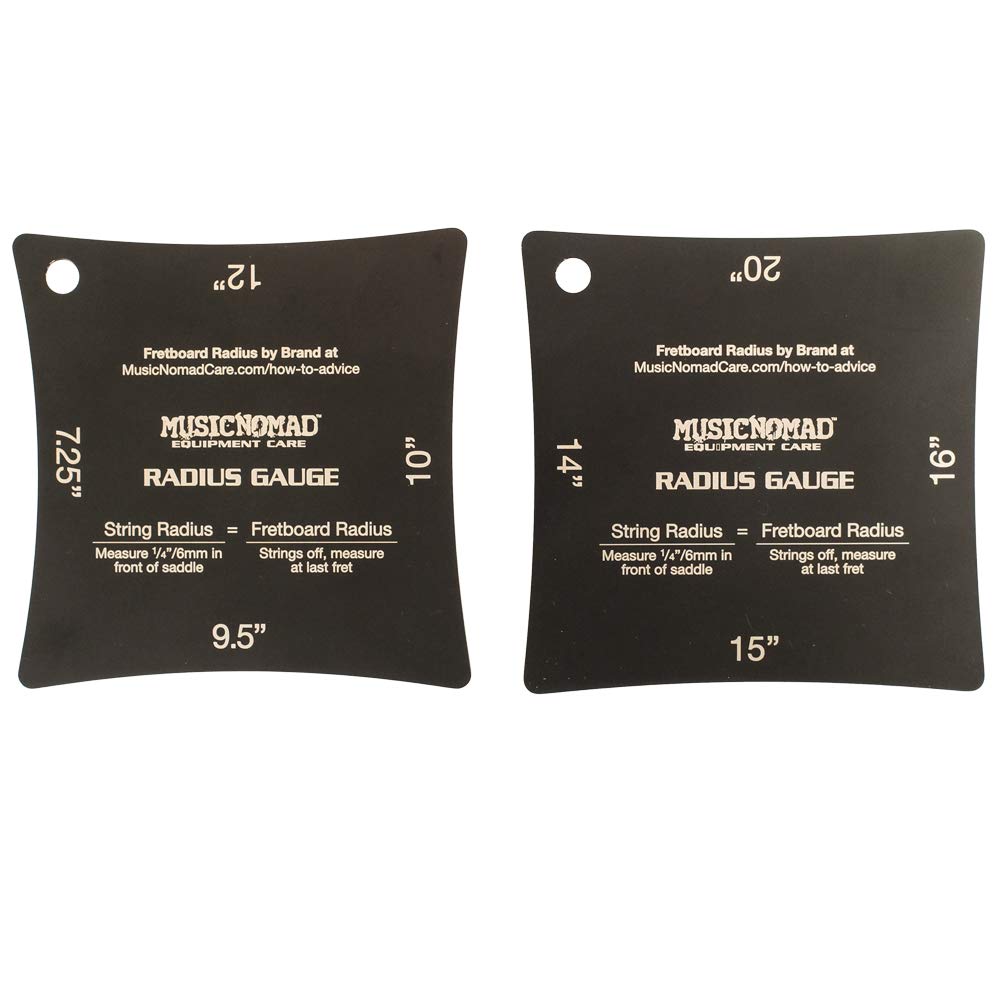 12”
Fretboard Radius by Brand at
MusicNomadCare.com/how-to-advice
7.25”
MUSICNOMAD™
EQUIPMENT CARE
10”
RADIUS GAUGE
String Radius = Fretboard Radius
Measure ¼”/6mm in
front of saddle
Strings off, measure
at last fret
9.5”
20”
Fretboard Radius by Brand at
MusicNomadCare.com/how-to-advice
14”
MUSICNOMAD™
EQUIPMENT CARE
16”
RADIUS GAUGE
String Radius = Fretboard Radius
Measure ¼”/6mm in
front of saddle
Strings off, measure
at last fret
15”